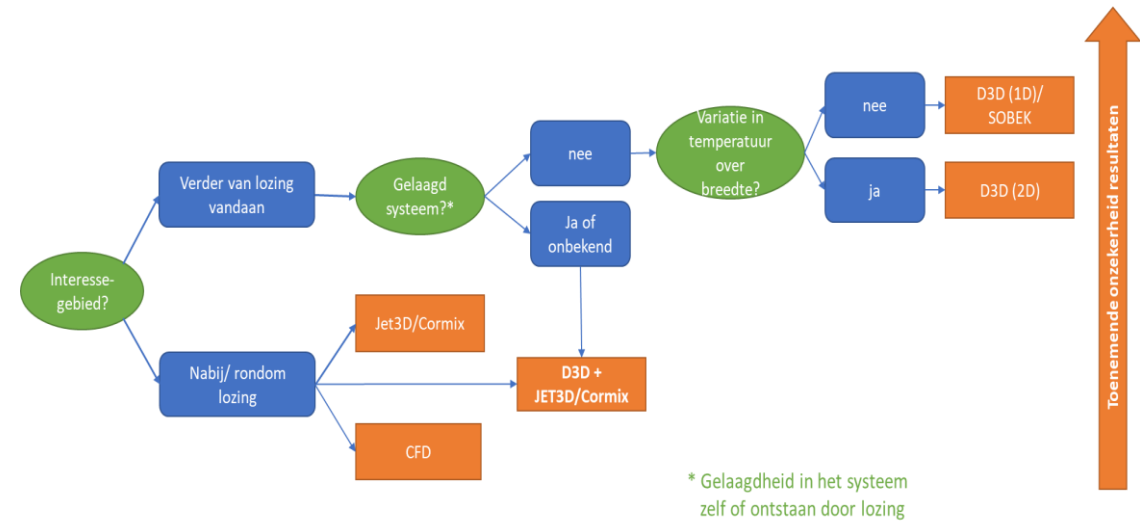 Interesse-
gebied?
Verder van lozing
vandaan
Gelaagd
systeem?*
nee
Ja of
onbekend
Variatie in
temperatuur
over
breedte?
nee
D3D (1D)/
SOBEK
ja
D3D (2D)
Nabij/ rondom
lozing
Jet3D/Cormix
D3D +
JET3D/Cormix
CFD
* Gelaagdheid in het systeem
zelf of ontstaan door lozing
Toenemende onzekerheid resultaten